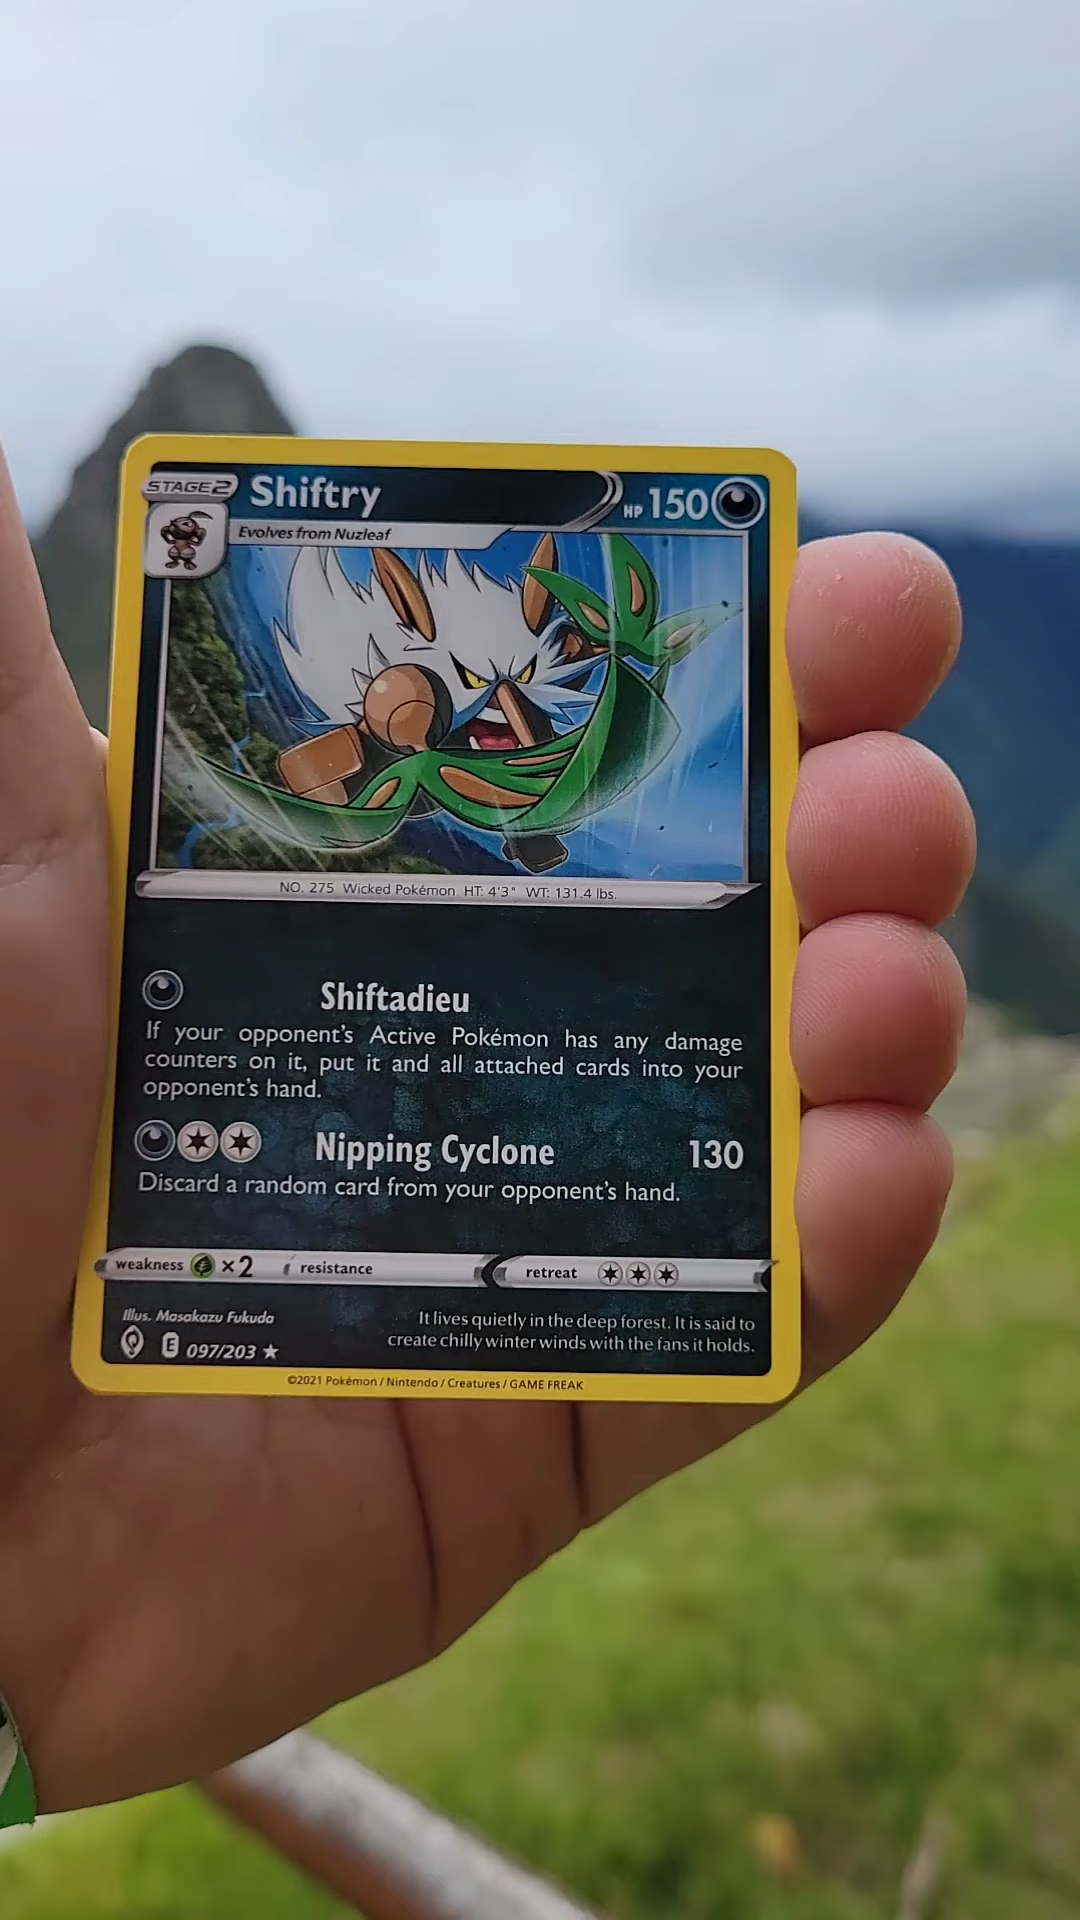 STAGE2 Shiftry HP 150
Evolves from Nuzleaf
NO. 275 Wicked Pokémon HT: 4'3" WT: 131.4 lbs.
Shiftadieu
If your opponent's Active Pokémon has any damage
counters on it, put it and all attached cards into your
opponent's hand.
Nipping Cyclone 130
Discard a random card from your opponent's hand.
weakness ×2 resistance retreat
Illus. Masakazu Fukuda
It lives quietly in the deep forest. It is said to
create chilly winter winds with the fans it holds.
E 097/203 ★
©2021 Pokémon / Nintendo / Creatures / GAME FREAK